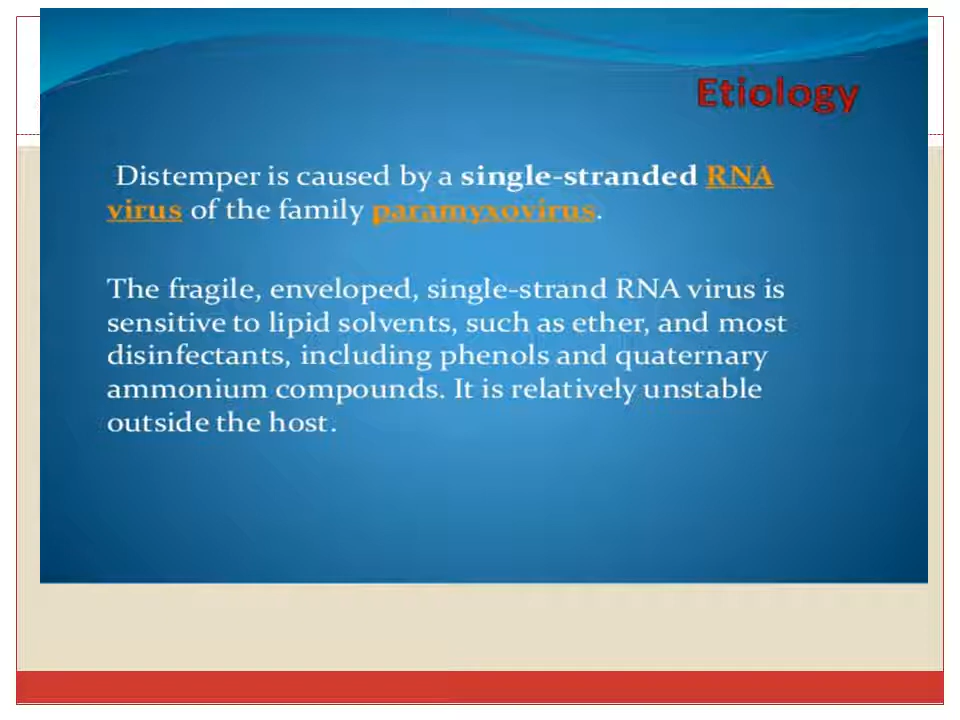 Etiology
Distemper is caused by a single-stranded RNA
virus of the family paramyxovirus.
The fragile, enveloped, single-strand RNA virus is
sensitive to lipid solvents, such as ether, and most
disinfectants, including phenols and quaternary
ammonium compounds. It is relatively unstable
outside the host.